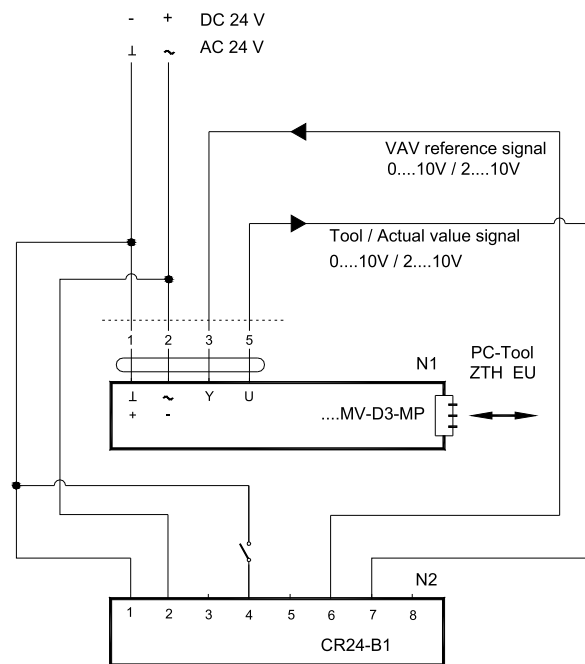 - + DC 24 V
⊥ ~ AC 24 V
VAV reference signal
0....10V / 2....10V
Tool / Actual value signal
0....10V / 2....10V
1 2 3 5
N1
PC-Tool
ZTH EU
⊥ ~ Y U
+ -
....MV-D3-MP
N2
1 2 3 4 5 6 7 8
CR24-B1